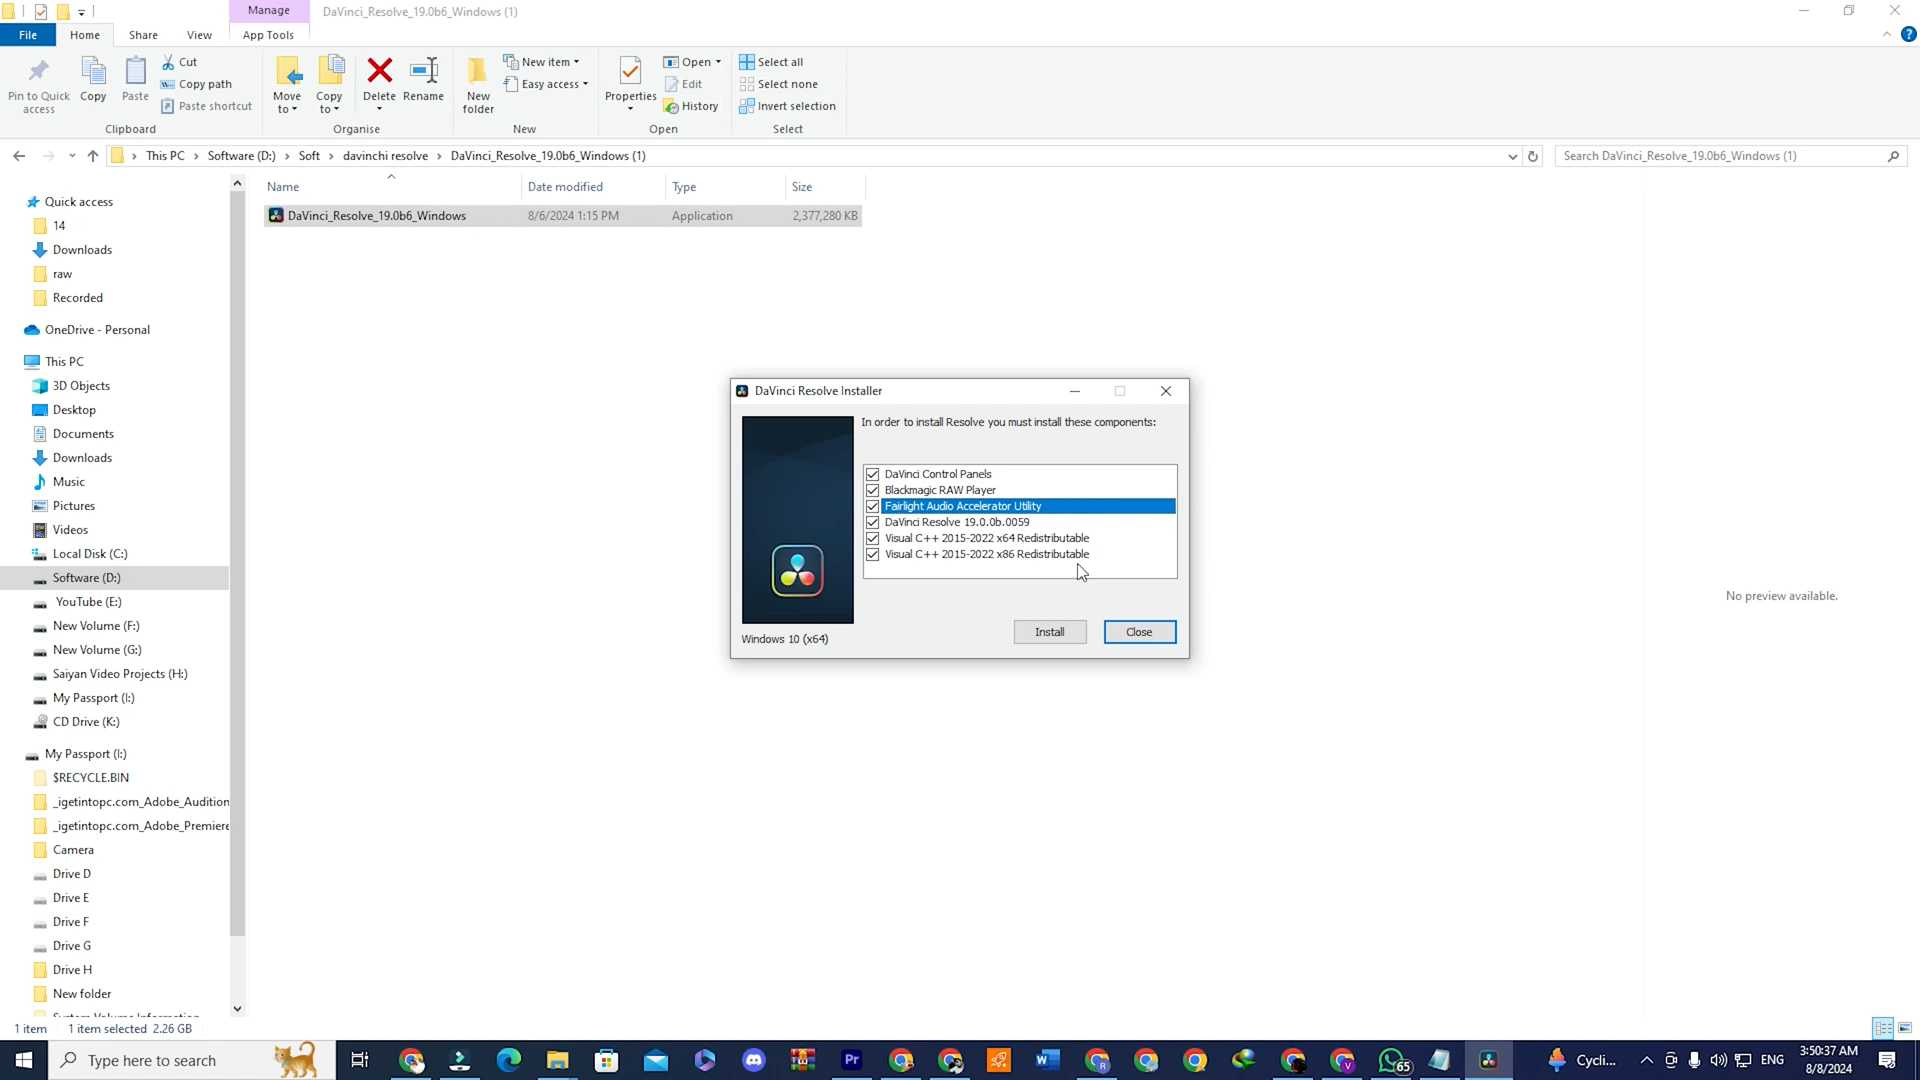 Manage
DaVinci_Resolve_19.0b6_Windows (1)
File
Home
Share
View
App Tools
Pin to Quick
access
Copy
Paste
Cut
Copy path
Paste shortcut
Clipboard
Move
to
Copy
to
Delete
Rename
Organise
New
folder
New item
Easy access
New
Properties
Open
Edit
History
Open
Select all
Select none
Invert selection
Select
This PC
Software (D:)
Soft
davinchi resolve
DaVinci_Resolve_19.0b6_Windows (1)
Search DaVinci_Resolve_19.0b6_Windows (1)
Name
Date modified
Type
Size
DaVinci_Resolve_19.0b6_Windows
8/6/2024 1:15 PM
Application
2,377,280 KB
Quick access
14
Downloads
raw
Recorded
OneDrive - Personal
This PC
3D Objects
Desktop
Documents
Downloads
Music
Pictures
Videos
Local Disk (C:)
Software (D:)
YouTube (E:)
New Volume (F:)
New Volume (G:)
Saiyan Video Projects (H:)
My Passport (I:)
CD Drive (K:)
My Passport (I:)
$RECYCLE.BIN
_igetintopc.com_Adobe_Audition
_igetintopc.com_Adobe_Premiere
Camera
Drive D
Drive E
Drive F
Drive G
Drive H
New folder
DaVinci Resolve Installer
In order to install Resolve you must install these components:
DaVinci Control Panels
Blackmagic RAW Player
Fairlight Audio Accelerator Utility
DaVinci Resolve 19.0.0b.0059
Visual C++ 2015-2022 x64 Redistributable
Visual C++ 2015-2022 x86 Redistributable
Windows 10 (x64)
Install
Close
No preview available.
1 item
1 item selected 2.26 GB
Type here to search
Pr
65
Cycli...
ENG
3:50:37 AM
8/8/2024